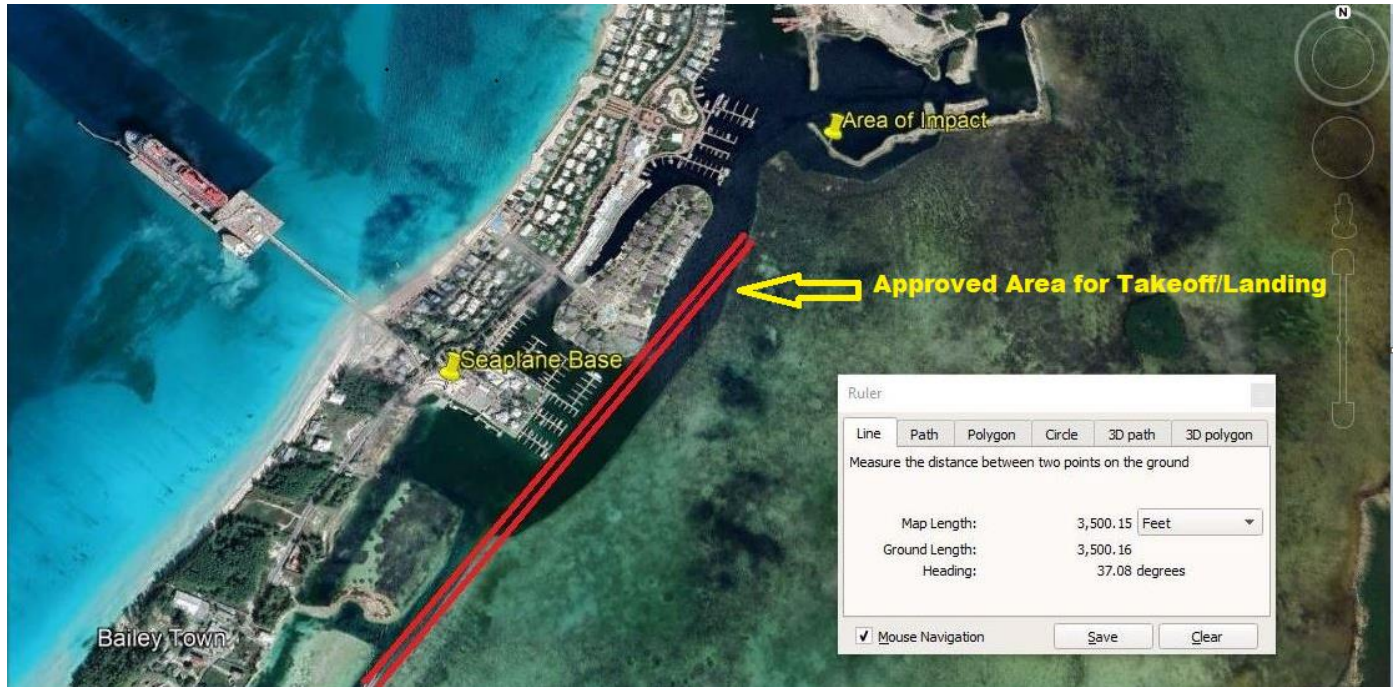 N
Area of Impact
Approved Area for Takeoff/Landing
Seaplane Base
Ruler
Line Path Polygon Circle 3D path 3D polygon
Measure the distance between two points on the ground
Map Length: 3,500.15 Feet
Ground Length: 3,500.16
Heading: 37.08 degrees
Mouse Navigation Save Clear
Bailey Town